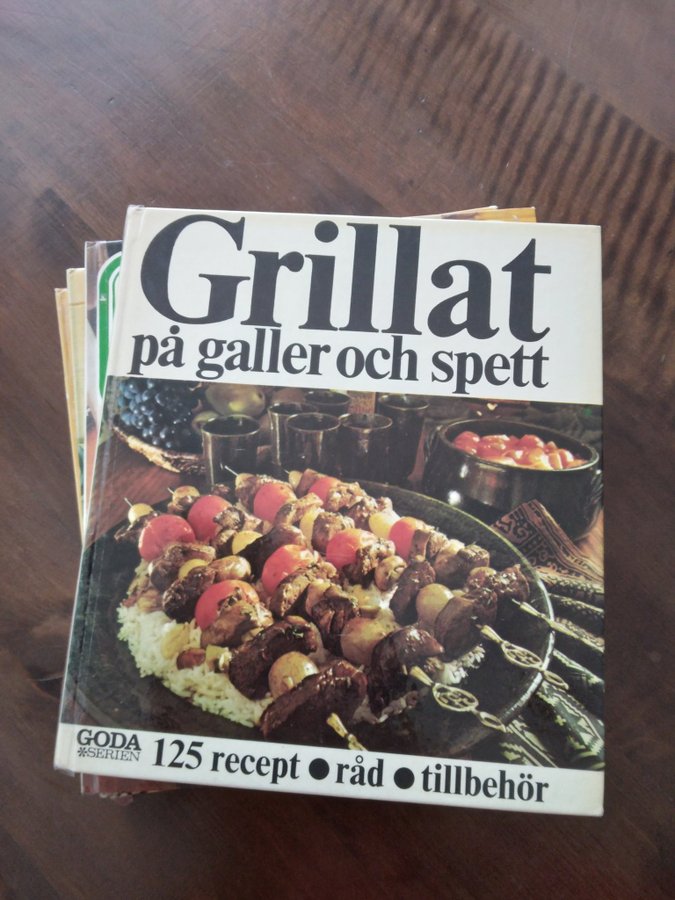 Grillat
på galler och spett
GODA
*SERIEN
125 recept ● råd ● tillbehör